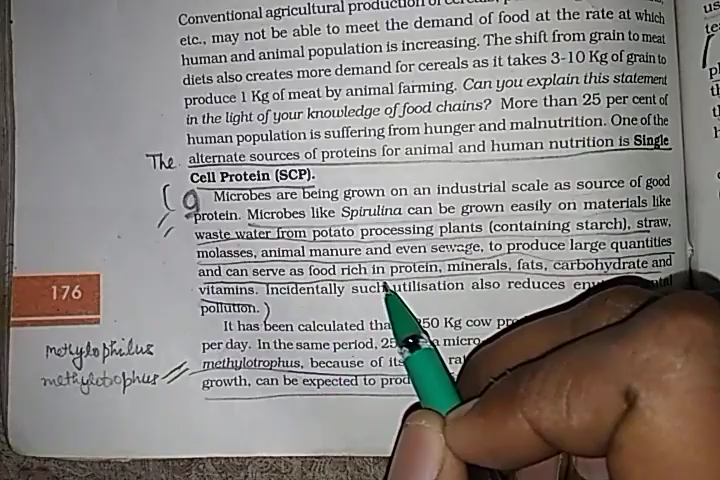 Conventional agricultural production of
etc., may not be able to meet the demand of food at the rate at which
human and animal population is increasing. The shift from grain to meat
diets also creates more demand for cereals as it takes 3-10 Kg of grain to
produce 1 Kg of meat by animal farming. Can you explain this statement
in the light of your knowledge of food chains? More than 25 per cent of
human population is suffering from hunger and malnutrition. One of the
The alternate sources of proteins for animal and human nutrition is Single
Cell Protein (SCP).
Microbes are being grown on an industrial scale as source of good
protein. Microbes like Spirulina can be grown easily on materials like
waste water from potato processing plants (containing starch), straw,
molasses, animal manure and even sewage, to produce large quantities
and can serve as food rich in protein, minerals, fats, carbohydrate and
vitamins. Incidentally such utilisation also reduces
pollution.)
176
It has been calculated 250 Kg cow
per day. In the same period, a
methylotrophus, because of its
growth, can be expected to
methylophilus
methylotophus